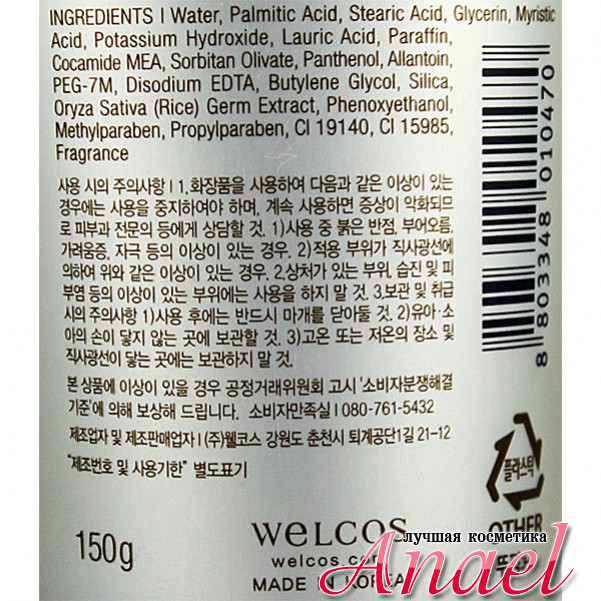 INGREDIENTS | Water, Palmitic Acid, Stearic Acid, Glycerin, Myristic
Acid, Potassium Hydroxide, Lauric Acid, Paraffin,
Cocamide MEA, Sorbitan Olivate, Panthenol, Allantoin,
PEG-7M, Disodium EDTA, Butylene Glycol, Silica,
Oryza Sativa (Rice) Germ Extract, Phenoxyethanol,
Methylparaben, Propylparaben, CI 19140, CI 15985,
Fragrance
사용 시의 주의사항 | 1.화장품을 사용하여 다음과 같은 이상이 있는
경우에는 사용을 중지하여야 하며, 계속 사용하면 증상이 악화되므
로 피부과 전문의 등에게 상담할 것. 1)사용 중 붉은 반점, 부어오름,
가려움증, 자극 등의 이상이 있는 경우. 2)적용 부위가 직사광선에
의하여 위와 같은 이상이 있는 경우. 2.상처가 있는 부위, 습진 및 피
부염 등의 이상이 있는 부위에는 사용을 하지 말 것. 3.보관 및 취급
시의 주의사항 1)사용 후에는 반드시 마개를 닫아둘 것. 2)유아·소
아의 손이 닿지 않는 곳에 보관할 것. 3)고온 또는 저온의 장소 및
직사광선이 닿는 곳에는 보관하지 말 것.
본 상품에 이상이 있을 경우 공정거래위원회 고시 '소비자분쟁해결
기준'에 의해 보상해 드립니다. 소비자만족실 | 080-761-5432
제조업자 및 제조판매업자 | (주)웰코스 강원도 춘천시 퇴계공단1길 21-12
"제조번호 및 사용기한" 별도표기
150g
WELCOS
welcos.com
MADE IN KOREA
8 803348 010470
플라스틱
OTHER
лучшая косметика
Anael